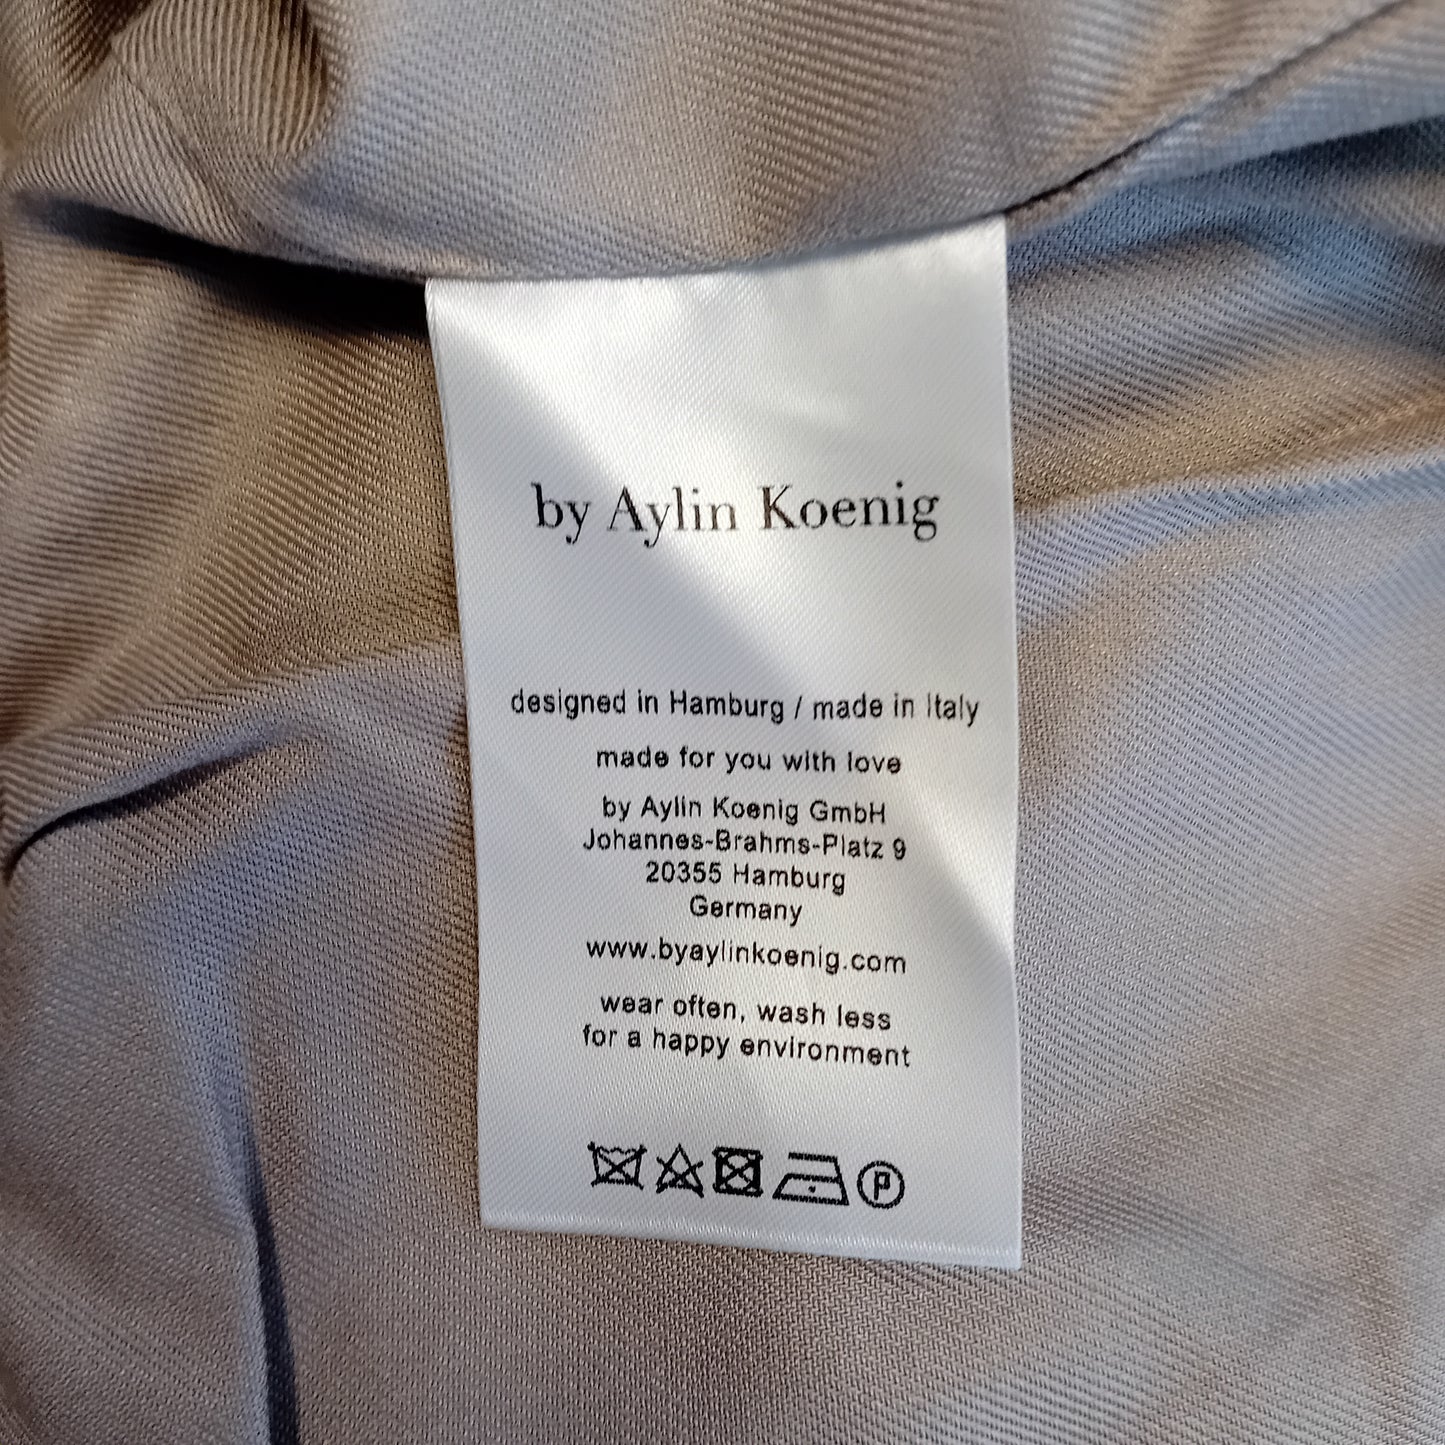 by Aylin Koenig
designed in Hamburg / made in Italy
made for you with love
by Aylin Koenig GmbH
Johannes-Brahms-Platz 9
20355 Hamburg
Germany
www.byaylinkoenig.com
wear often, wash less
for a happy environment
P